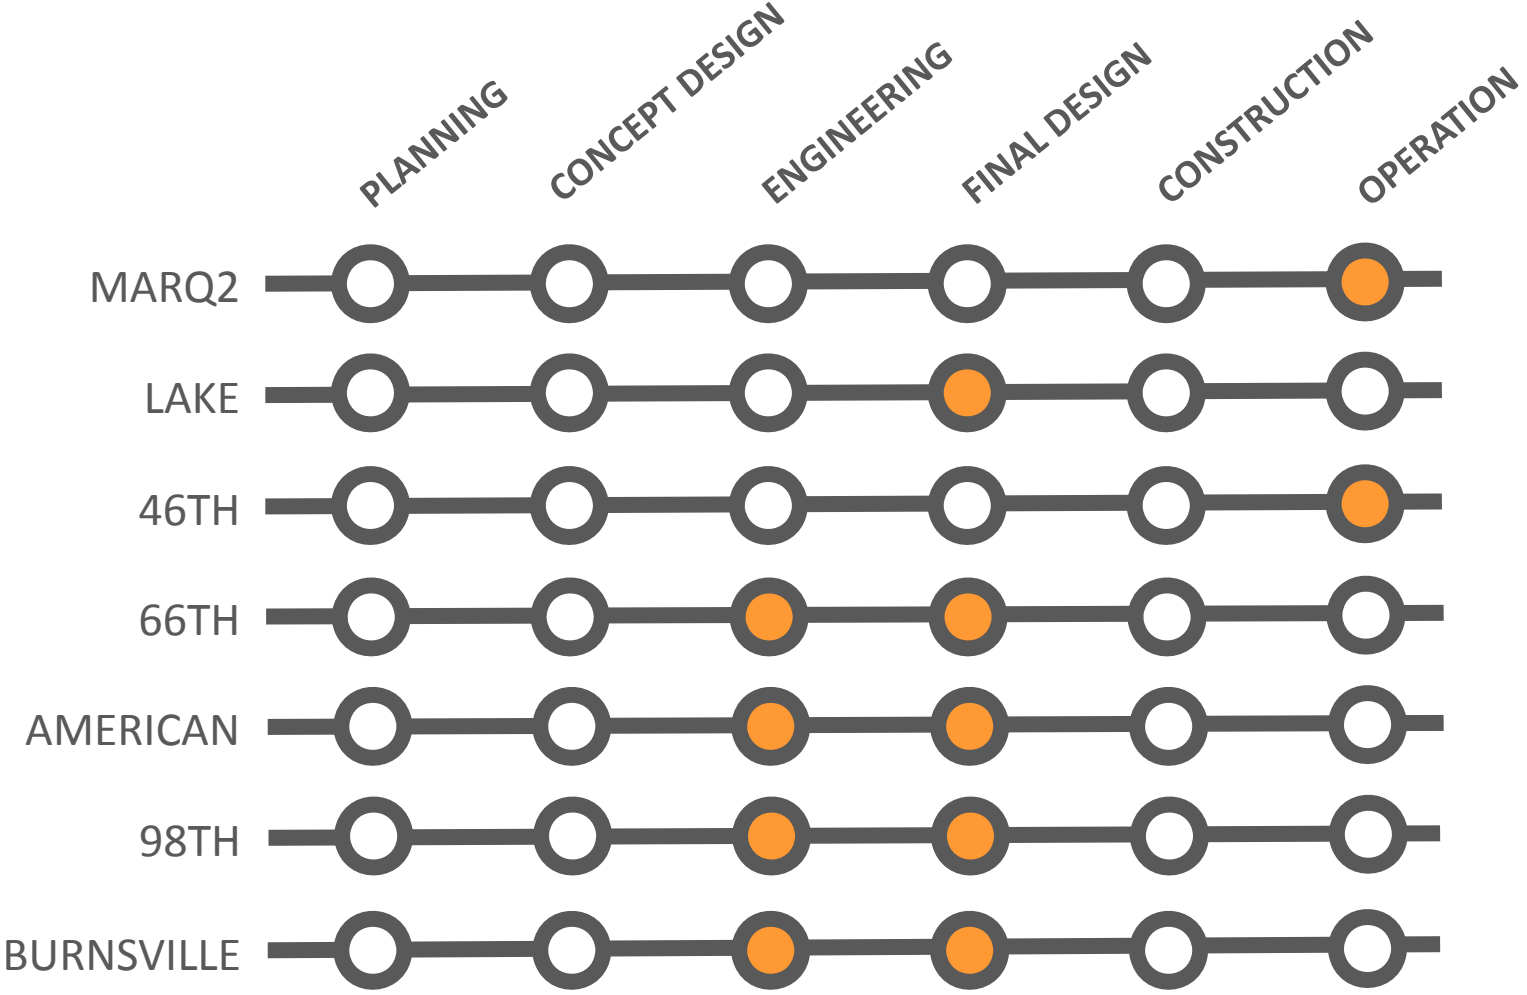 PLANNING
CONCEPT DESIGN
ENGINEERING
FINAL DESIGN
CONSTRUCTION
OPERATION
MARQ2
LAKE
46TH
66TH
AMERICAN
98TH
BURNSVILLE